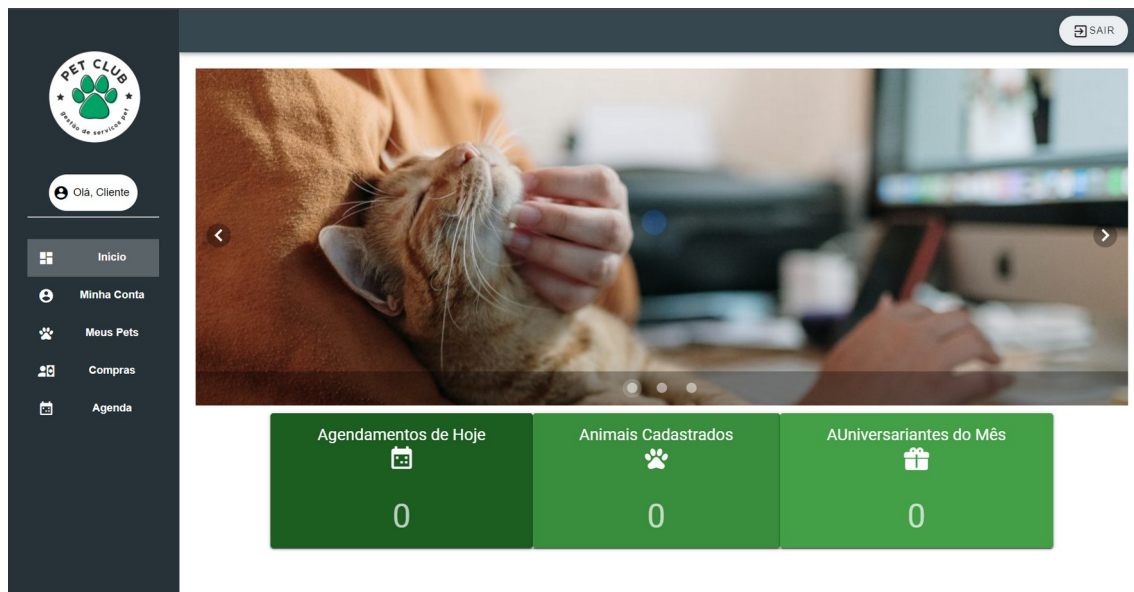 SAIR
PET CLUB
gestão de servicos pet
Olá, Cliente
Início
Minha Conta
Meus Pets
Compras
Agenda
Agendamentos de Hoje
Animais Cadastrados
AUniversariantes do Mês
0
0
0